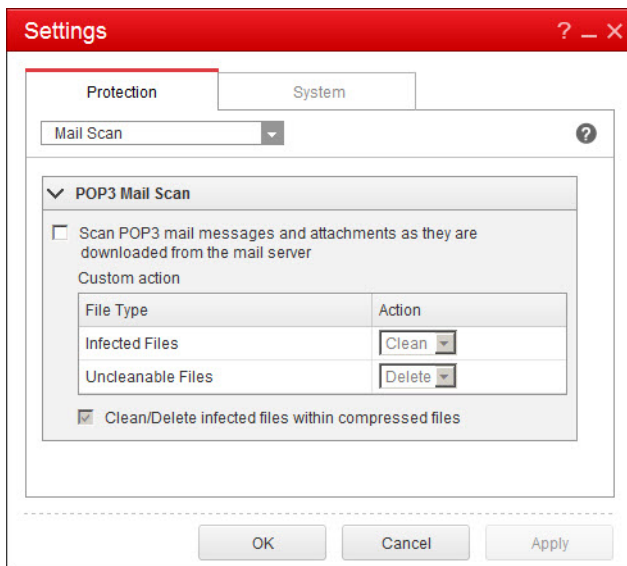 Settings
? _ X
Protection System
Mail Scan ?
POP3 Mail Scan
Scan POP3 mail messages and attachments as they are
downloaded from the mail server
Custom action
File Type Action
Infected Files Clean
Uncleanable Files Delete
Clean/Delete infected files within compressed files
OK Cancel Apply